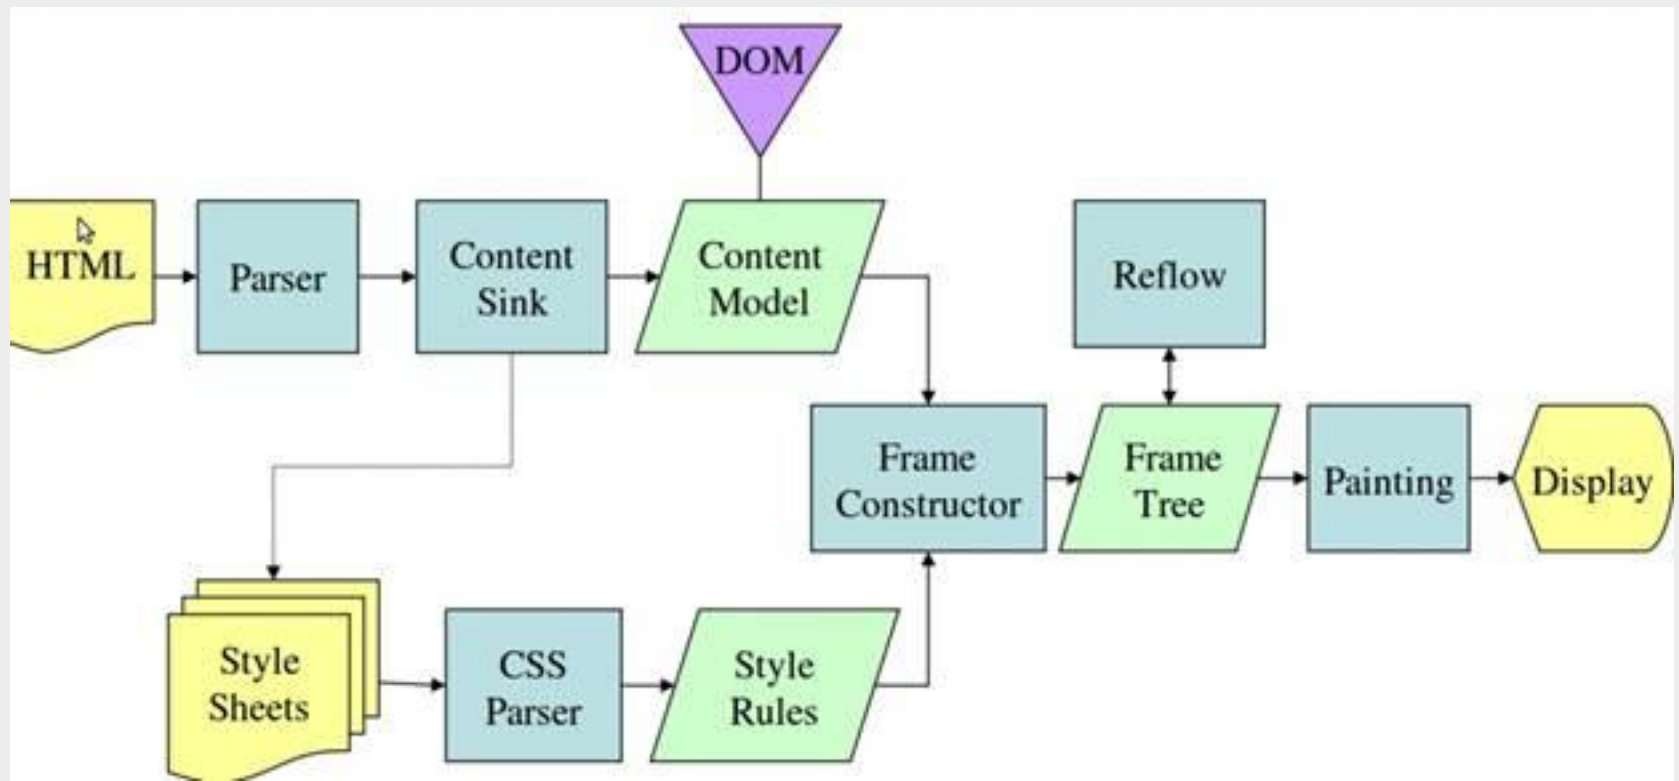 DOM
HTML
Parser
Content
Sink
Content
Model
Reflow
Frame
Constructor
Frame
Tree
Painting
Display
Style
Sheets
CSS
Parser
Style
Rules